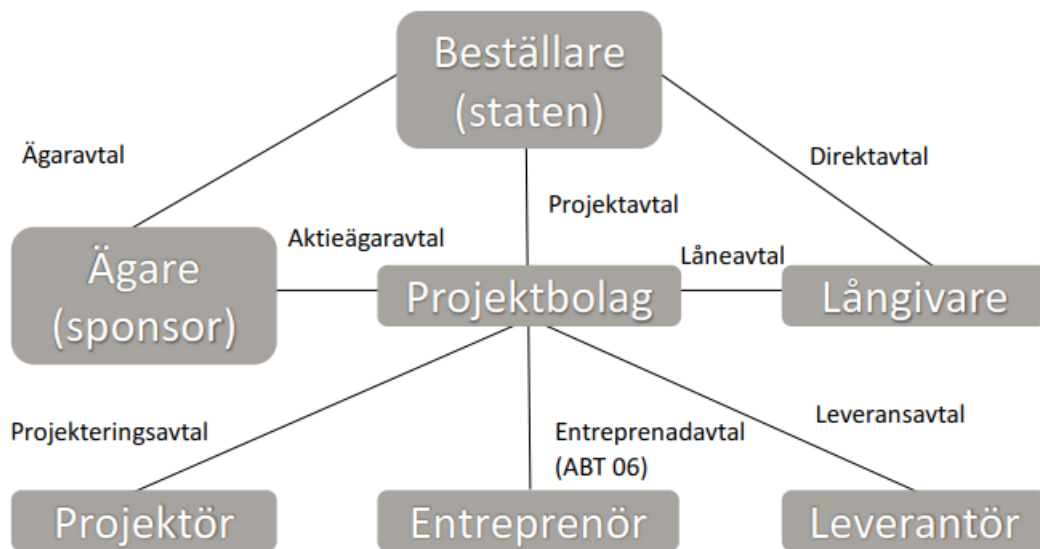 Beställare
(staten)
Ägaravtal
Direktavtal
Projektavtal
Aktieägaravtal
Låneavtal
Ägare
(sponsor)
Projektbolag
Långivare
Projekteringsavtal
Entreprenadavtal
(ABT 06)
Leveransavtal
Projektör
Entreprenör
Leverantör